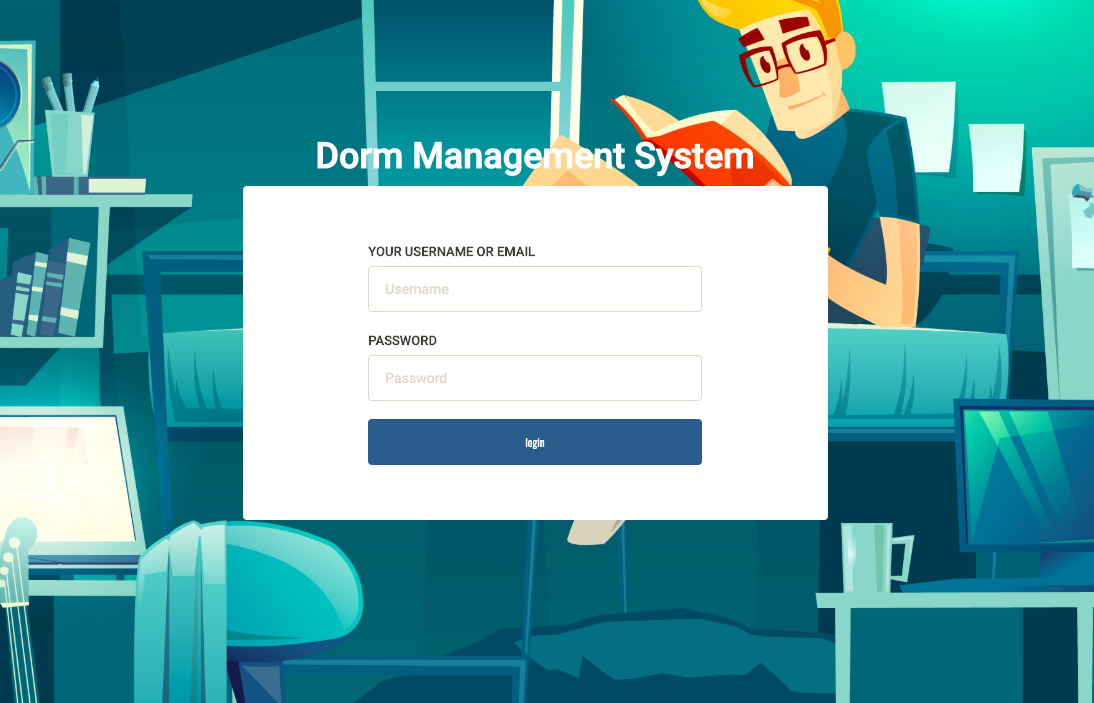 Dorm Management System
YOUR USERNAME OR EMAIL
Username
PASSWORD
Password
login